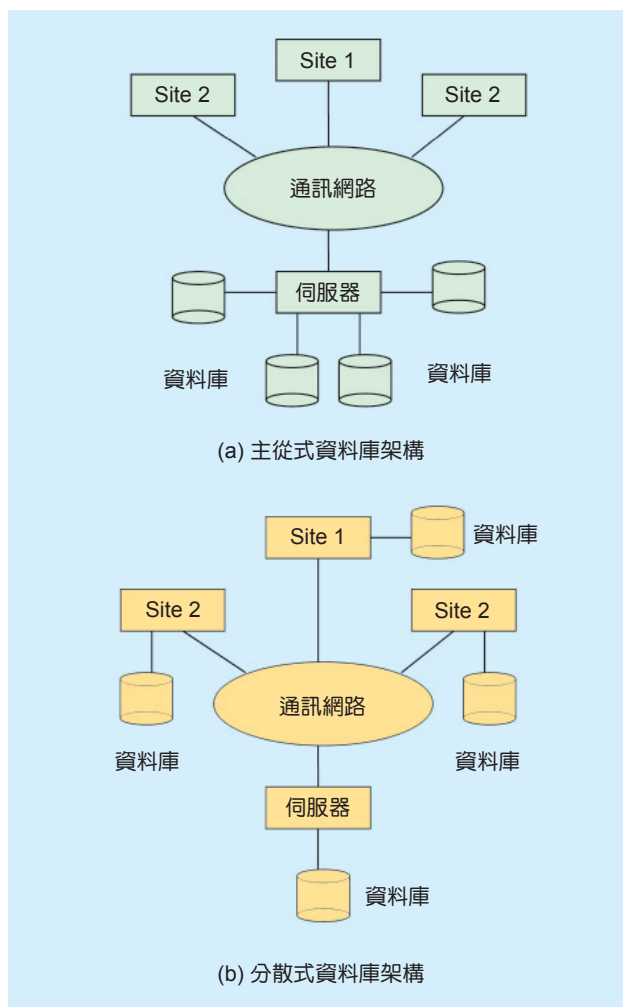 Site 1
Site 2
Site 2
通訊網路
伺服器
資料庫
資料庫
(a) 主從式資料庫架構
Site 1
資料庫
Site 2
Site 2
通訊網路
資料庫
資料庫
伺服器
資料庫
(b) 分散式資料庫架構